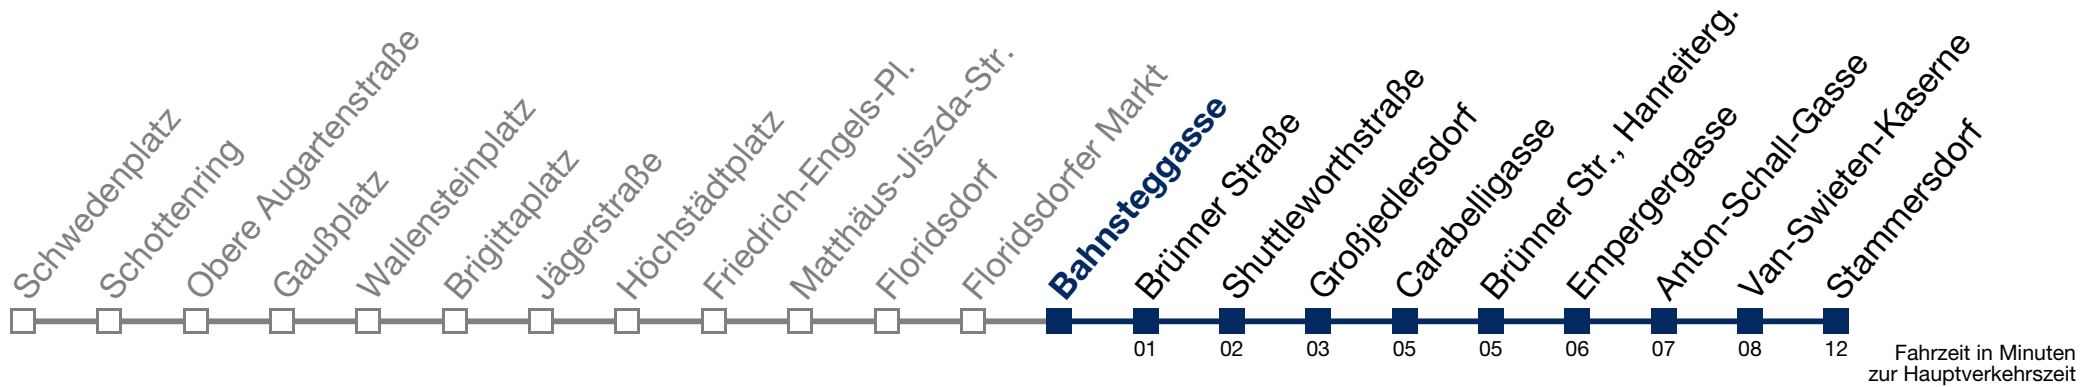 Schwedenplatz
Schottenring
Obere Augartenstraße
Gaußplatz
Wallensteinplatz
Brigittaplatz
Jägerstraße
Höchstädtplatz
Friedrich-Engels-Pl.
Matthäus-Jiszda-Str.
Floridsdorf
Floridsdorfer Markt
Bahnsteggasse
Brünner Straße
Shuttleworthstraße
Großjedlersdorf
Carabelligasse
Brünner Str., Hanreiterg.
Empergergasse
Anton-Schall-Gasse
Van-Swieten-Kaserne
Stammersdorf
01 02 03 05 05 06 07 08 12
Fahrzeit in Minuten
zur Hauptverkehrszeit